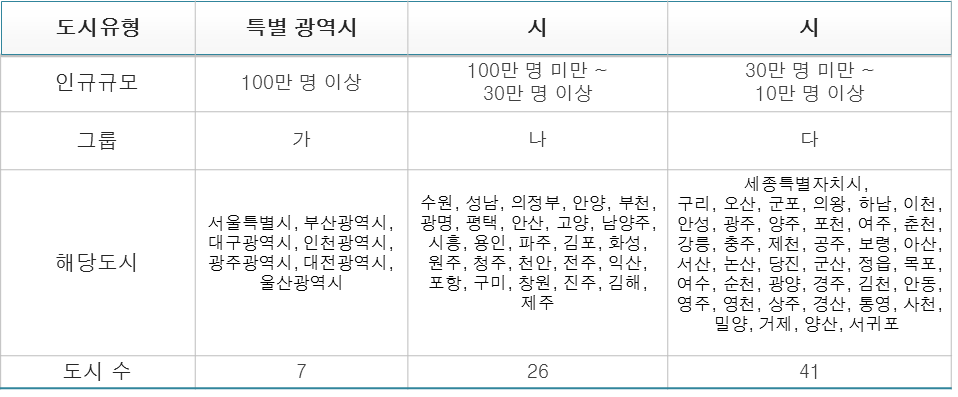 도시유형 특별 광역시 시 시
인규규모 100만 명 이상 100만 명 미만 ~
30만 명 이상 30만 명 미만 ~
10만 명 이상
그룹 가 나 다
해당도시
서울특별시, 부산광역시,
대구광역시, 인천광역시,
광주광역시, 대전광역시,
울산광역시
수원, 성남, 의정부, 안양, 부천,
광명, 평택, 안산, 고양, 남양주,
시흥, 용인, 파주, 김포, 화성,
원주, 청주, 천안, 전주, 익산,
포항, 구미, 창원, 진주, 김해,
제주
세종특별자치시,
구리, 오산, 군포, 의왕, 하남, 이천,
안성, 광주, 양주, 포천, 여주, 춘천,
강릉, 충주, 제천, 공주, 보령, 아산,
서산, 논산, 당진, 군산, 정읍, 목포,
여수, 순천, 광양, 경주, 김천, 안동,
영주, 영천, 상주, 경산, 통영, 사천,
밀양, 거제, 양산, 서귀포
도시 수 7 26 41